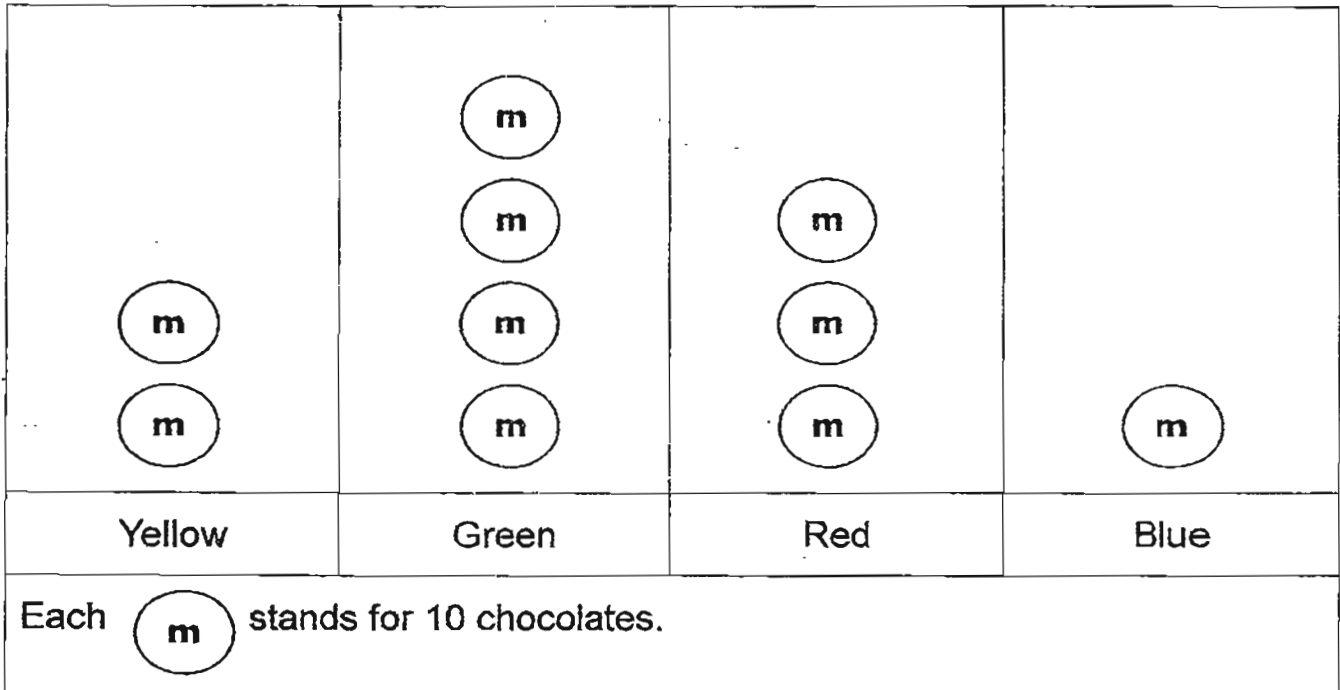 m
m m
m m m
m m m m
Yellow Green Red Blue
Each m stands for 10 chocolates.